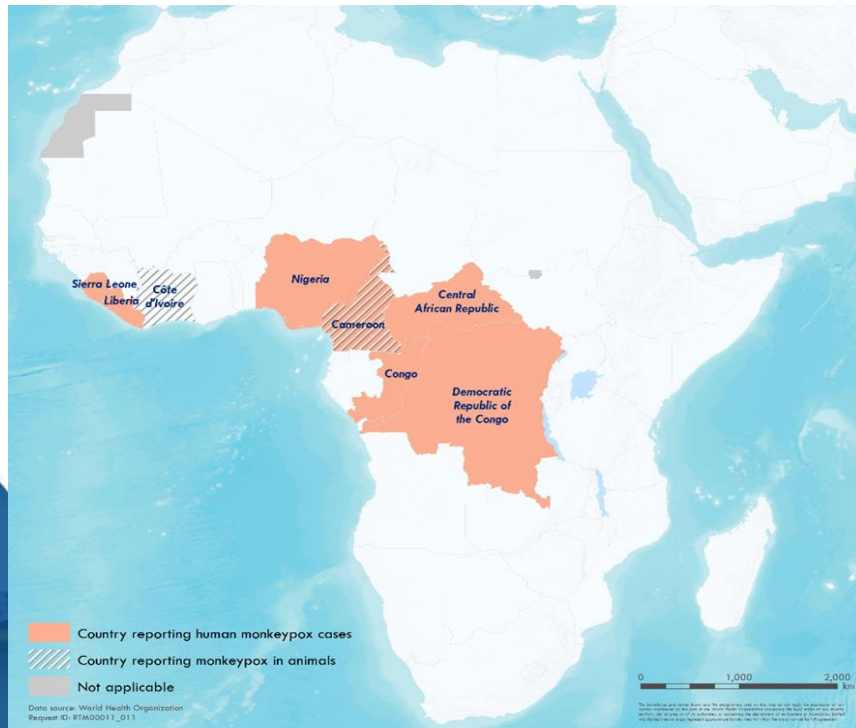 Sierra Leone
Liberia
Côte
d'Ivoire
Nigeria
Cameroon
Central
African Republic
Congo
Democratic
Republic of
the Congo
Country reporting human monkeypox cases
Country reporting monkeypox in animals
Not applicable
Data source: World Health Organization
Request ID: RTM00011_011
0 1,000 2,000
km